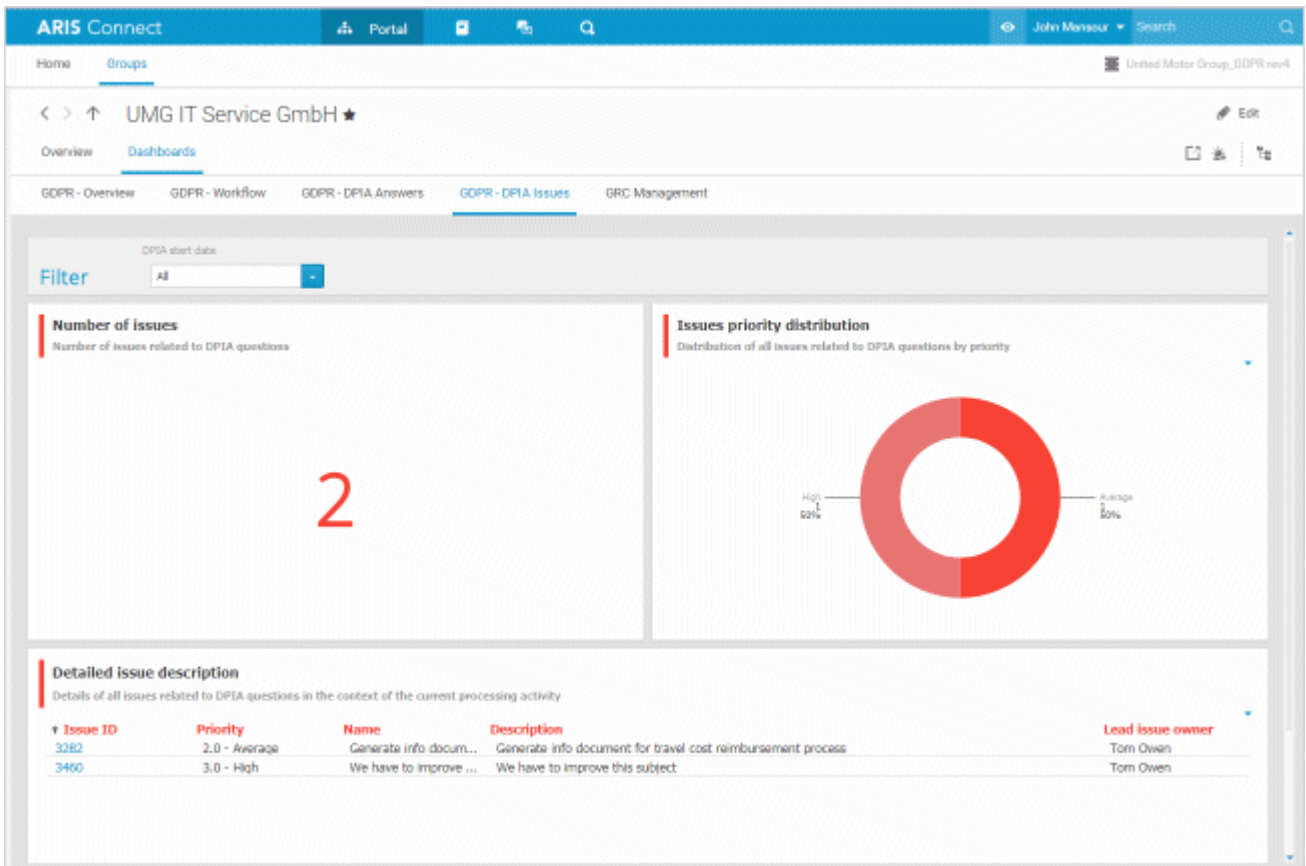 ARIS Connect Portal John Mansour Search
Home Groups United Motor Group_GDPR rev4
UMG IT Service GmbH Edit
Overview Dashboards
GDPR - Overview GDPR - Workflow GDPR - DPIA Answers GDPR - DPIA Issues GRC Management
DPIA start date
Filter All
Number of issues
Number of issues related to DPIA questions
2
Issues priority distribution
Distribution of all issues related to DPIA questions by priority
High
1
50%
Average
1
50%
Detailed issue description
Details of all issues related to DPIA questions in the context of the current processing activity
Issue ID Priority Name Description Lead issue owner
3282 2.0 - Average Generate info docum... Generate info document for travel cost reimbursement process Tom Owen
3460 3.0 - High We have to improve ... We have to improve this subject Tom Owen